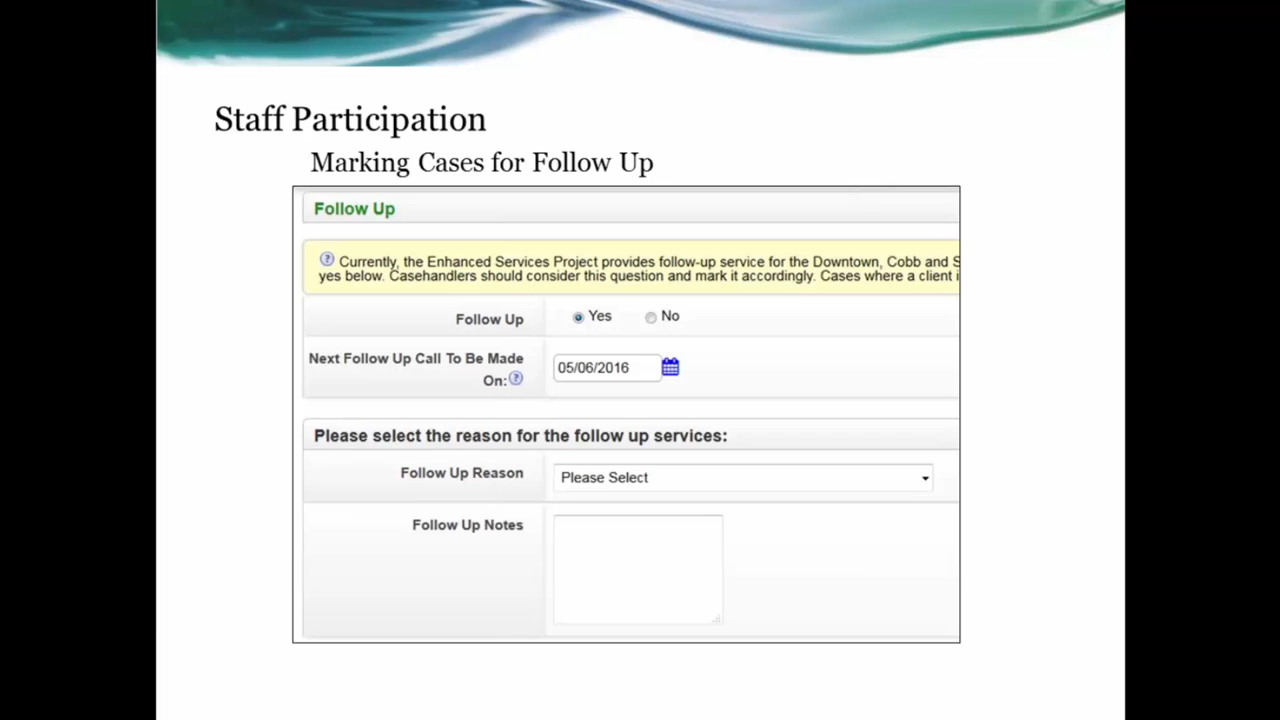 Staff Participation
Marking Cases for Follow Up
Follow Up
Currently, the Enhanced Services Project provides follow-up service for the Downtown, Cobb and S
yes below. Casehandlers should consider this question and mark it accordingly. Cases where a client i
Follow Up Yes No
Next Follow Up Call To Be Made
On: 05/06/2016
Please select the reason for the follow up services:
Follow Up Reason Please Select
Follow Up Notes